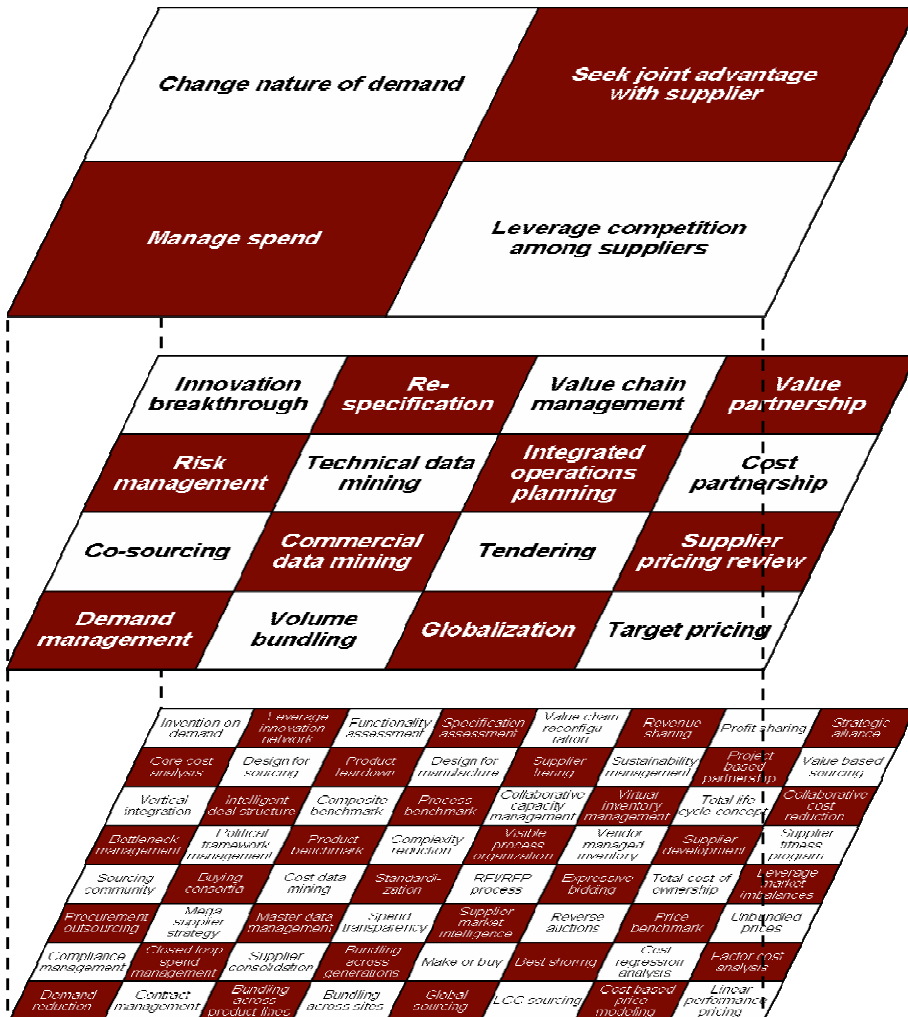 Change nature of demand
Seek joint advantage
with supplier
Manage spend
Leverage competition
among suppliers
Innovation
breakthrough
Re-
specification
Value chain
management
Value
partnership
Risk
management
Technical data
mining
Integrated
operations
planning
Cost
partnership
Co-sourcing
Commercial
data mining
Tendering
Supplier
pricing review
Demand
management
Volume
bundling
Globalization
Target pricing
Invention on
demand
Leverage
innovation
network
Functionality
assessment
Specification
assessment
Value chain
reconfigu
ration
Revenue
sharing
Profit sharing
Strategic
alliance
Core cost
analysis
Design for
sourcing
Product
teardown
Design for
manufacture
Supplier
tiering
Sustainability
management
Project
based
partnership
Value based
sourcing
Vertical
integration
Intelligent
deal structure
Composite
benchmark
Process
benchmark
Collaborative
capacity
management
Virtual
inventory
management
Total life
cycle concept
Collaborative
cost
reduction
Bottleneck
management
Political
framework
management
Product
benchmark
Complexity
reduction
Visible
process
organization
Vendor
managed
inventory
Supplier
development
Supplier
fitness
program
Sourcing
community
Buying
consortia
Cost data
mining
Standardi-
zation
RFI/RFP
process
Expressive
bidding
Total cost of
ownership
Leverage
market
imbalances
Procurement
outsourcing
Mega
supplier
strategy
Master data
management
Spend
transparency
Supplier
market
intelligence
Reverse
auctions
Price
benchmark
Unbundled
prices
Compliance
management
Closed loop
spend
management
Supplier
consolidation
Bundling
across
generations
Make or buy
Best shoring
Cost
regression
analysis
Factor cost
analysis
Demand
reduction
Contract
management
Bundling
across
product lines
Bundling
across sites
Global
sourcing
LCC sourcing
Cost based
price
modeling
Linear
performance
pricing